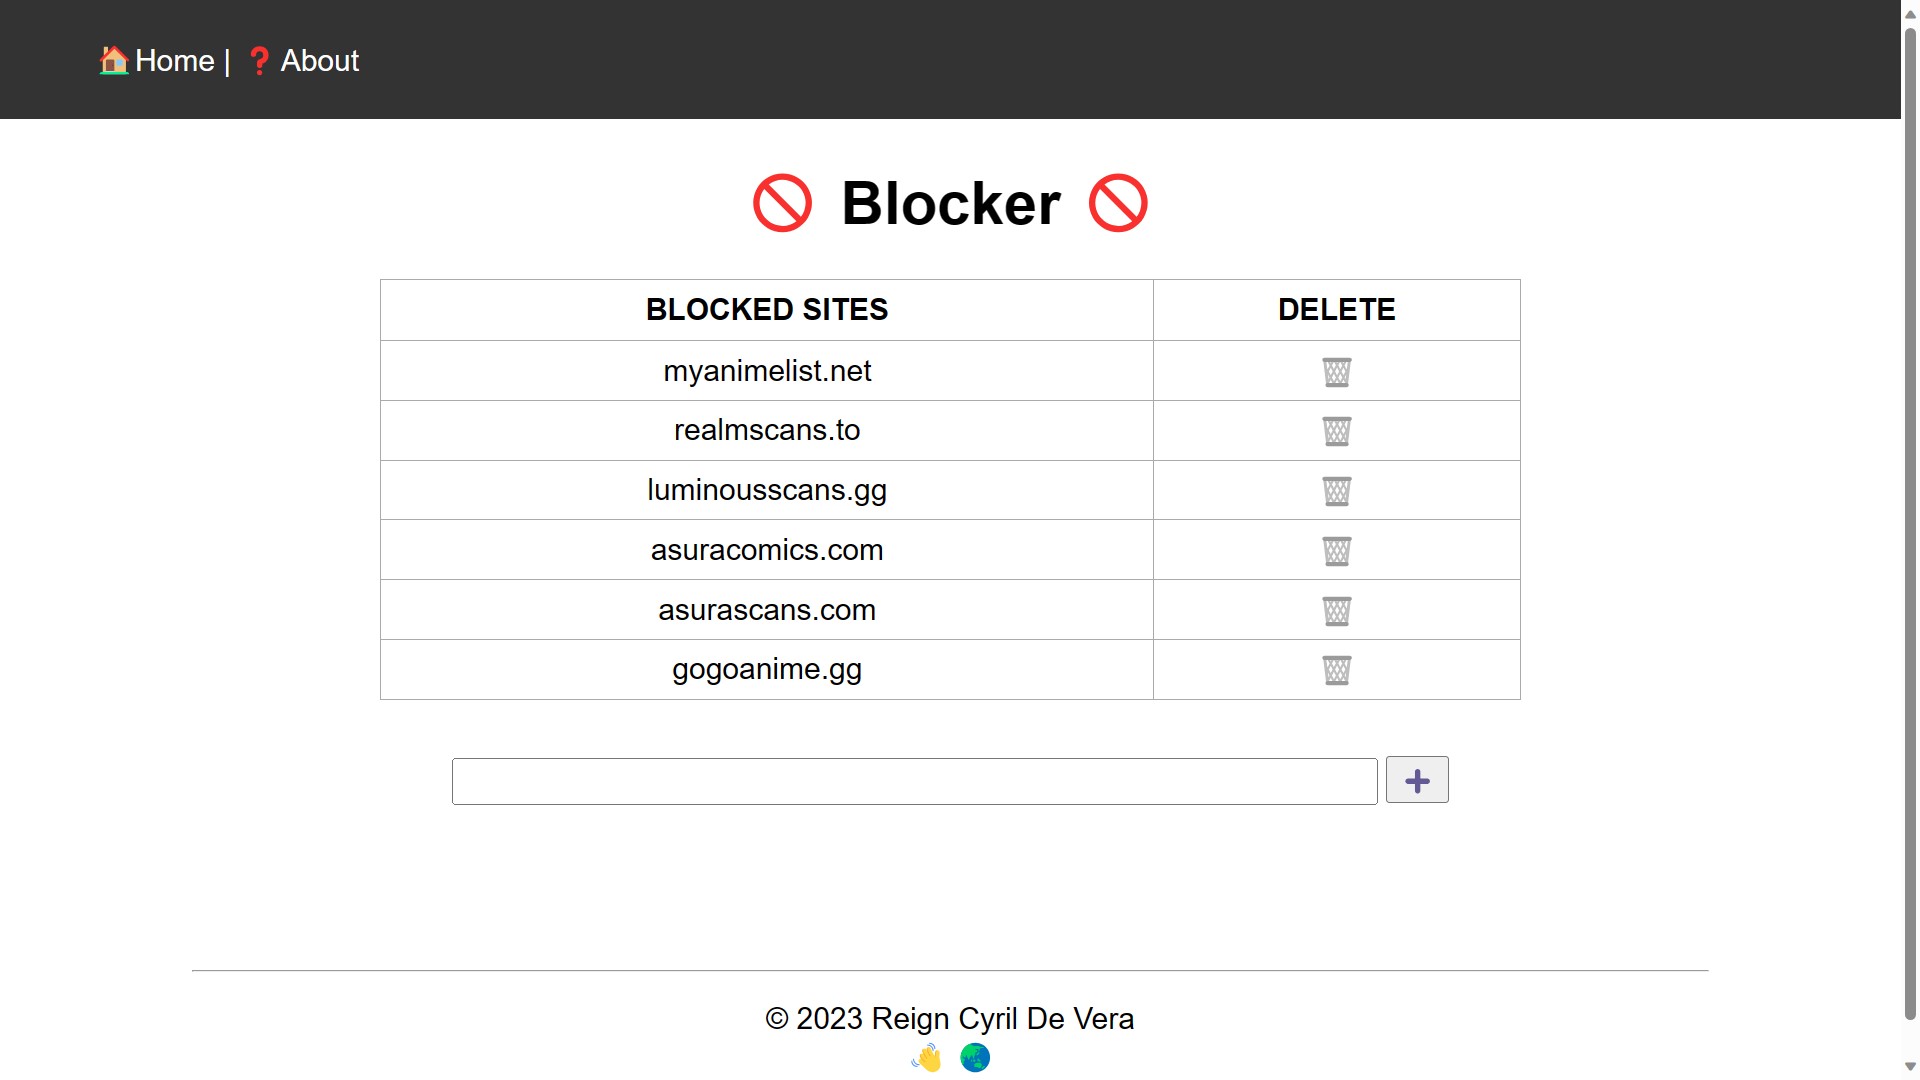 🏠Home | ❓ About
🚫 Blocker 🚫
BLOCKED SITES DELETE
myanimelist.net 🗑️
realmscans.to 🗑️
luminousscans.gg 🗑️
asuracomics.com 🗑️
asurascans.com 🗑️
gogoanime.gg 🗑️
➕
© 2023 Reign Cyril De Vera
👋 🌏